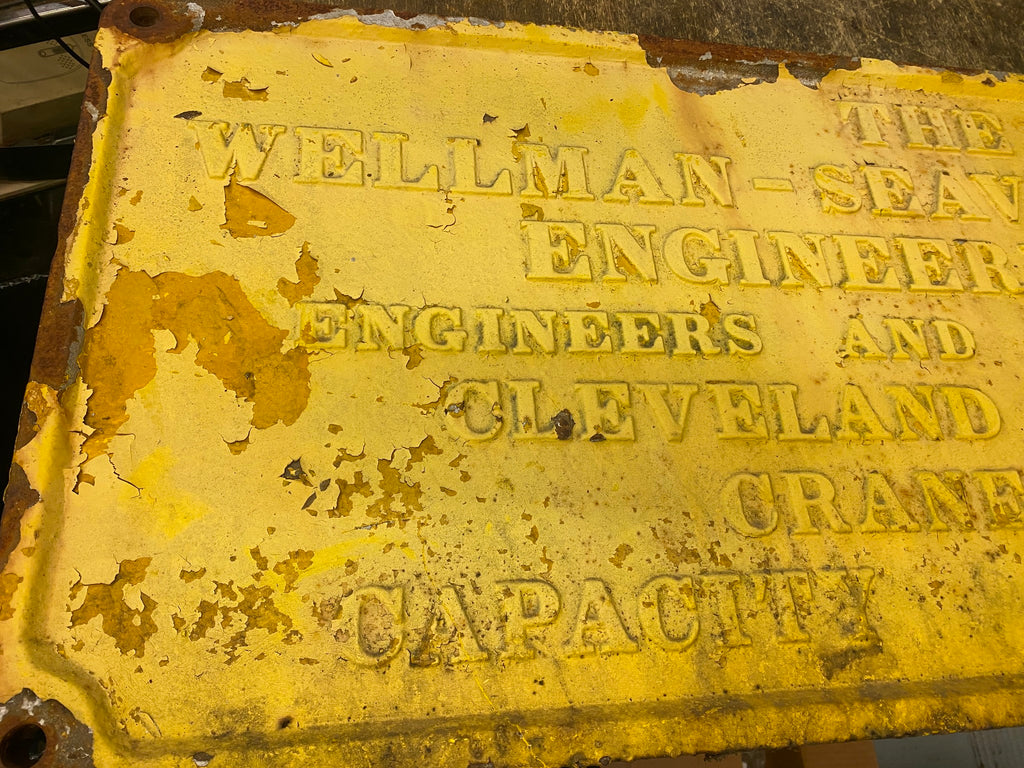 THE
WELLMAN-SEAV
ENGINEER
ENGINEERS AND
CLEVELAND
CRANE
CAPACITY